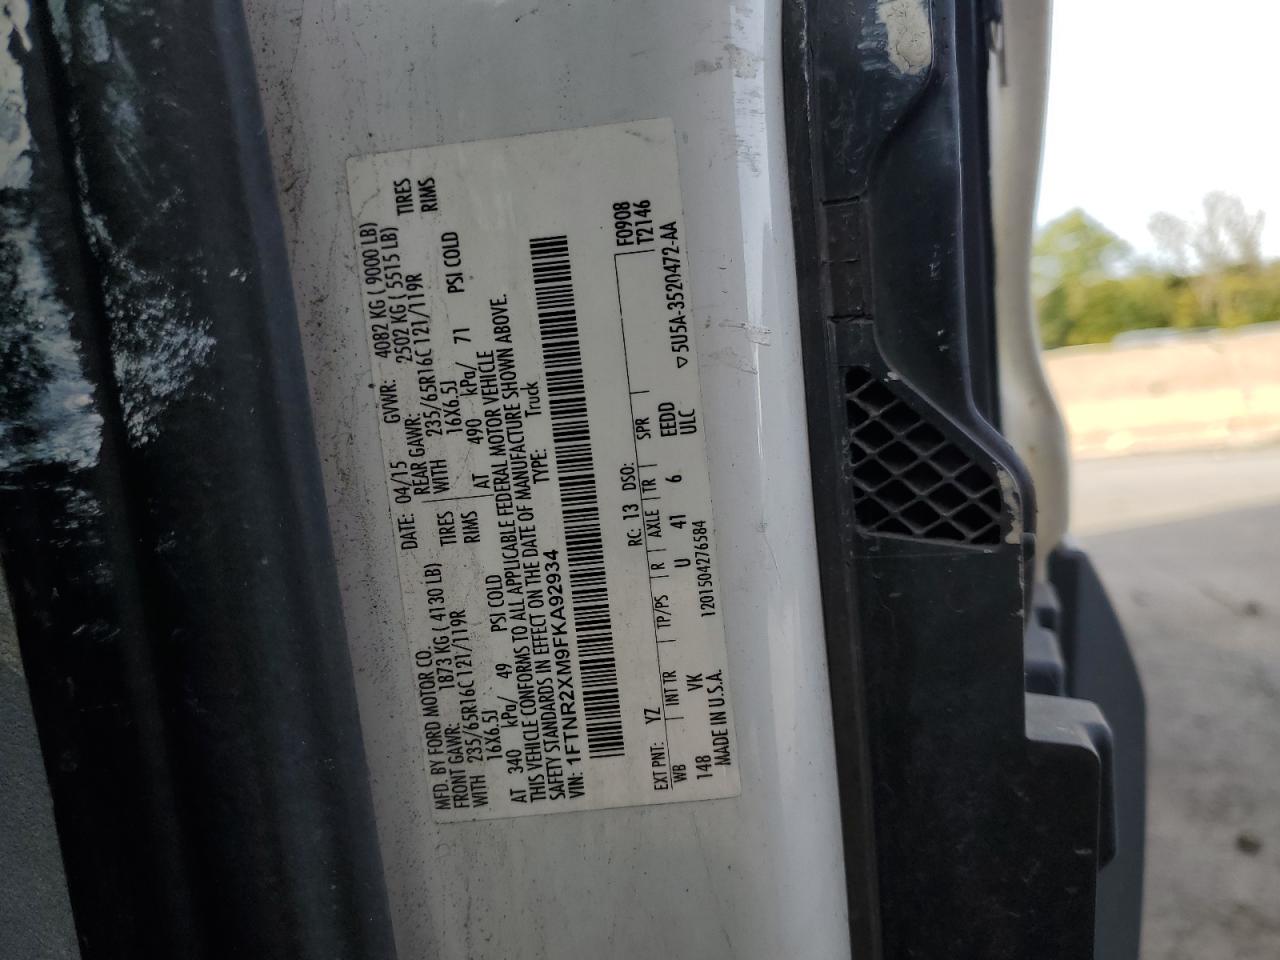 MFD. BY FORD MOTOR CO. DATE: 04/15 GVWR: 4082 KG ( 9000 LB)
FRONT GAWR: 1873 KG ( 4130 LB) REAR GAWR: 2502 KG ( 5515 LB)
WITH 235/65R16C 121/119R TIRES WITH 235/65R16C 121/119R TIRES
16X6.5J RIMS 16X6.5J RIMS
AT 340 kPa/ 49 PSI COLD AT 490 kPa/ 71 PSI COLD
THIS VEHICLE CONFORMS TO ALL APPLICABLE FEDERAL MOTOR VEHICLE
SAFETY STANDARDS IN EFFECT ON THE DATE OF MANUFACTURE SHOWN ABOVE.
VIN: 1FTNR2XM9FKA92934 TYPE: Truck
EXT PNT: YZ RC: 13 DSO: F0908
WB INT TR TP/PS R AXLE TR SPR T2146
148 VK U 41 6 EEDD
MADE IN U.S.A. 1201504276584 ULC ▽5U5A-3520472-AA